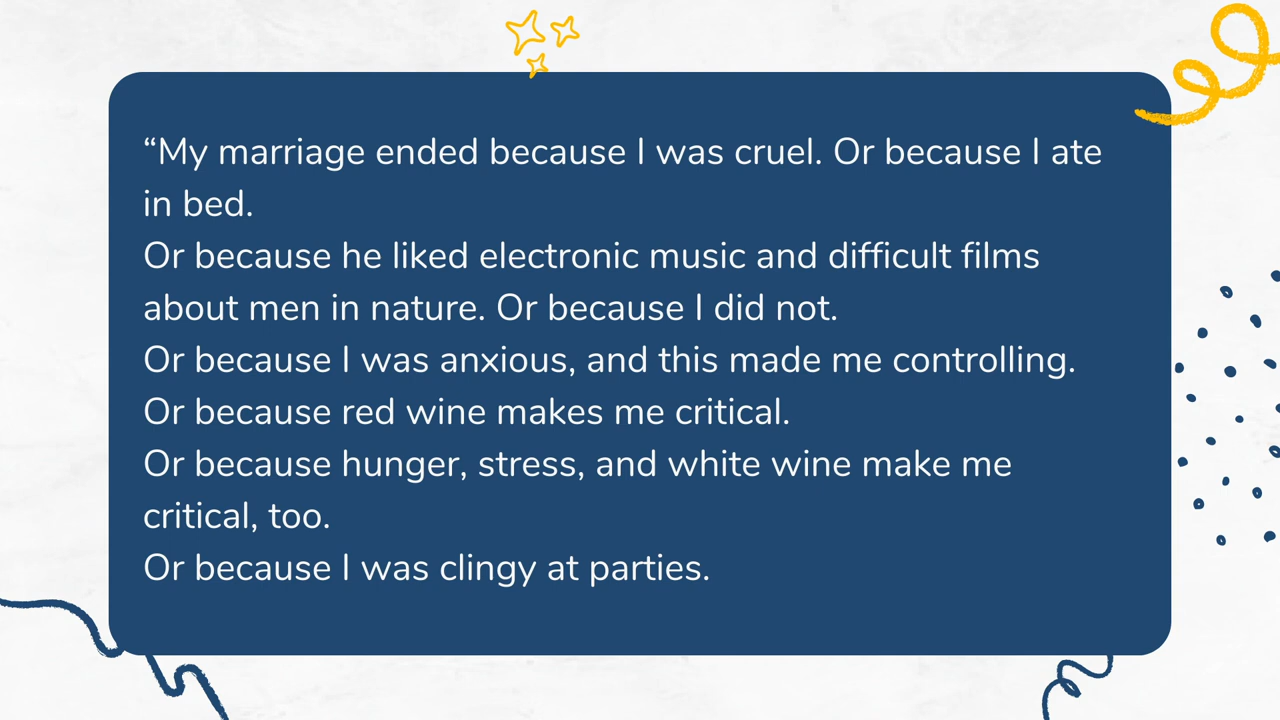 “My marriage ended because I was cruel. Or because I ate
in bed.
Or because he liked electronic music and difficult films
about men in nature. Or because I did not.
Or because I was anxious, and this made me controlling.
Or because red wine makes me critical.
Or because hunger, stress, and white wine make me
critical, too.
Or because I was clingy at parties.